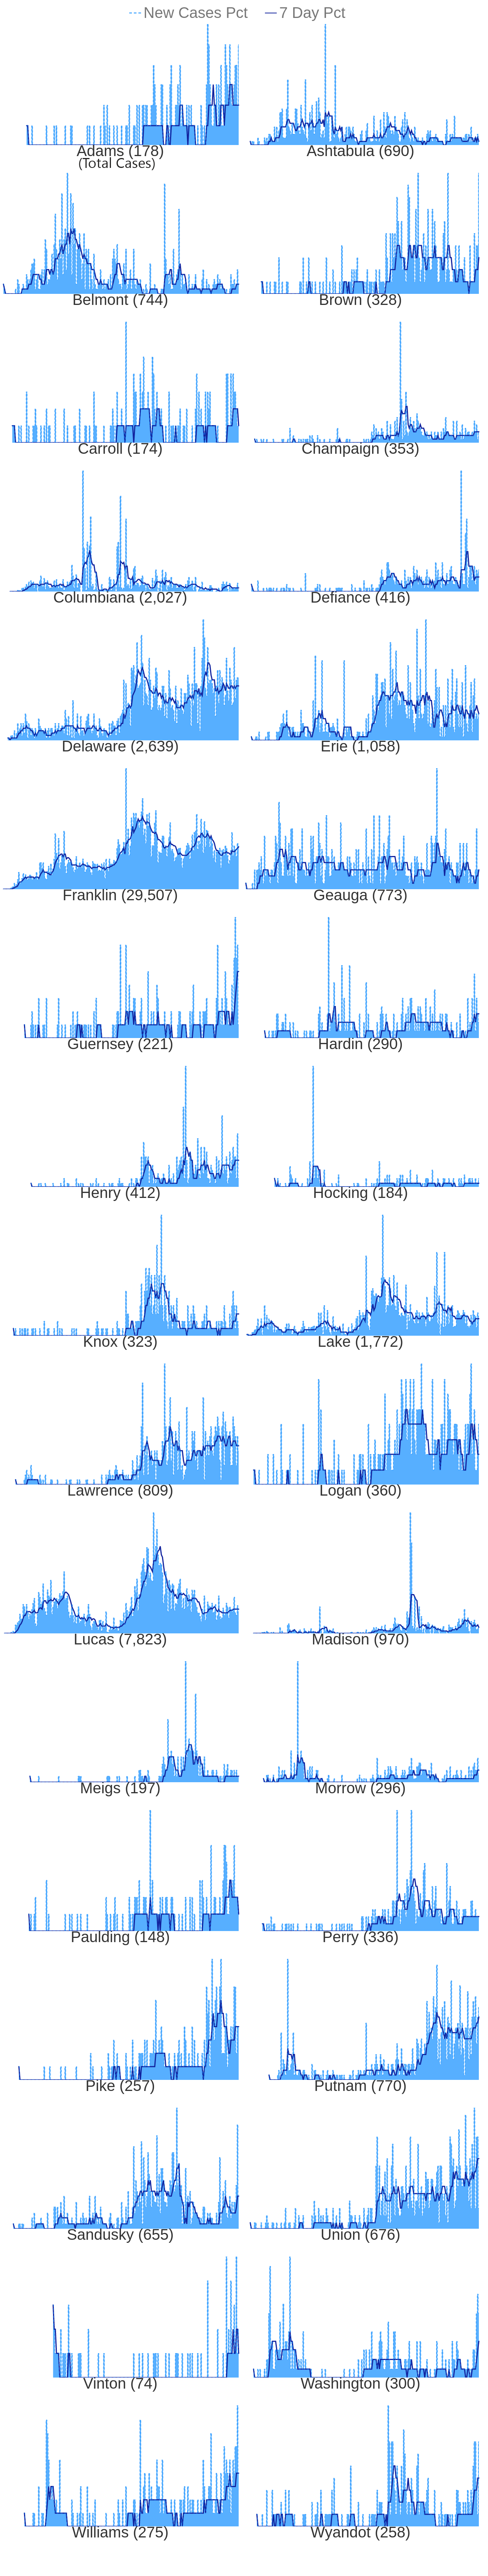 New Cases Pct 7 Day Pct
Adams (178) Ashtabula (690)
(Total Cases)
Belmont (744) Brown (328)
Carroll (174) Champaign (353)
Columbiana (2,027) Defiance (416)
Delaware (2,639) Erie (1,058)
Franklin (29,507) Geauga (773)
Guernsey (221) Hardin (290)
Henry (412) Hocking (184)
Knox (323) Lake (1,772)
Lawrence (809) Logan (360)
Lucas (7,823) Madison (970)
Meigs (197) Morrow (296)
Paulding (148) Perry (336)
Pike (257) Putnam (770)
Sandusky (655) Union (676)
Vinton (74) Washington (300)
Williams (275) Wyandot (258)